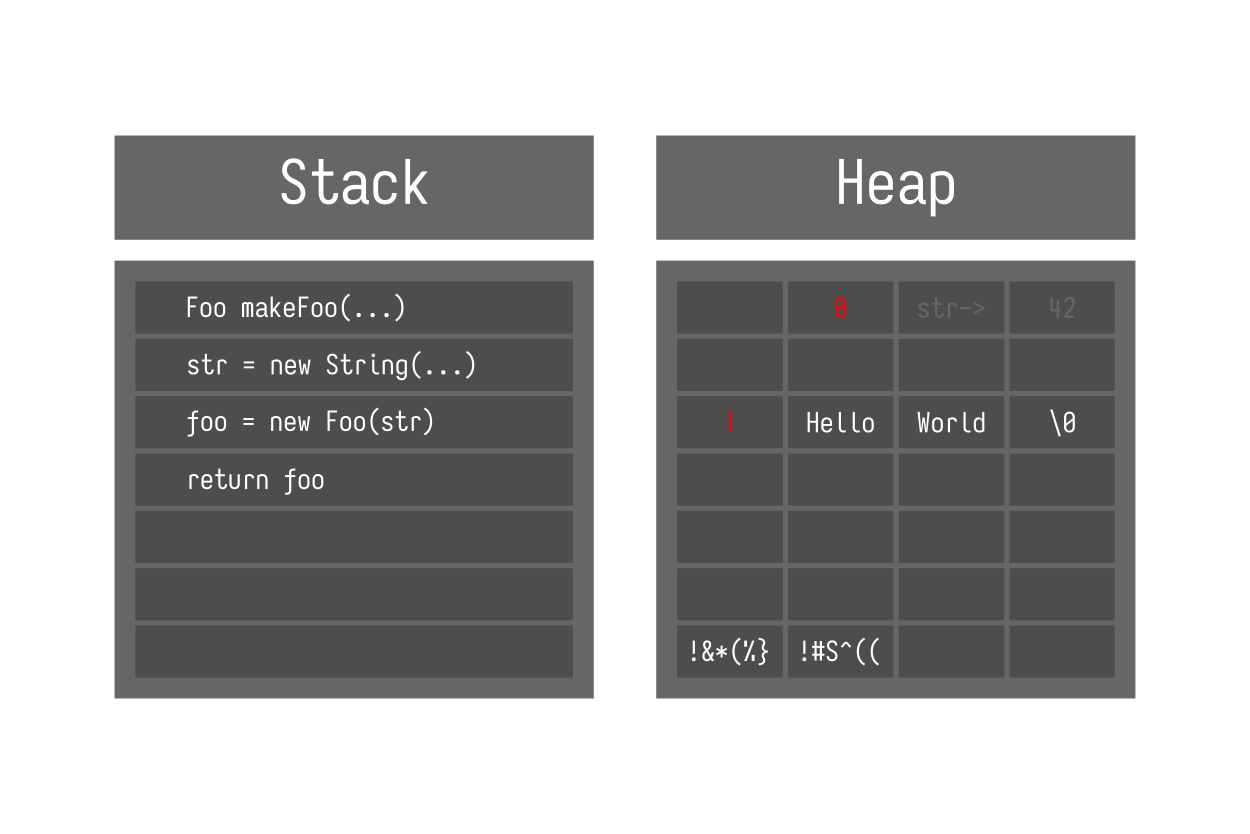 Stack
Foo makeFoo(...)
str = new String(...)
foo = new Foo(str)
return foo
Heap
0 str-> 42
1 Hello World \0
!&*(%} !#S^((